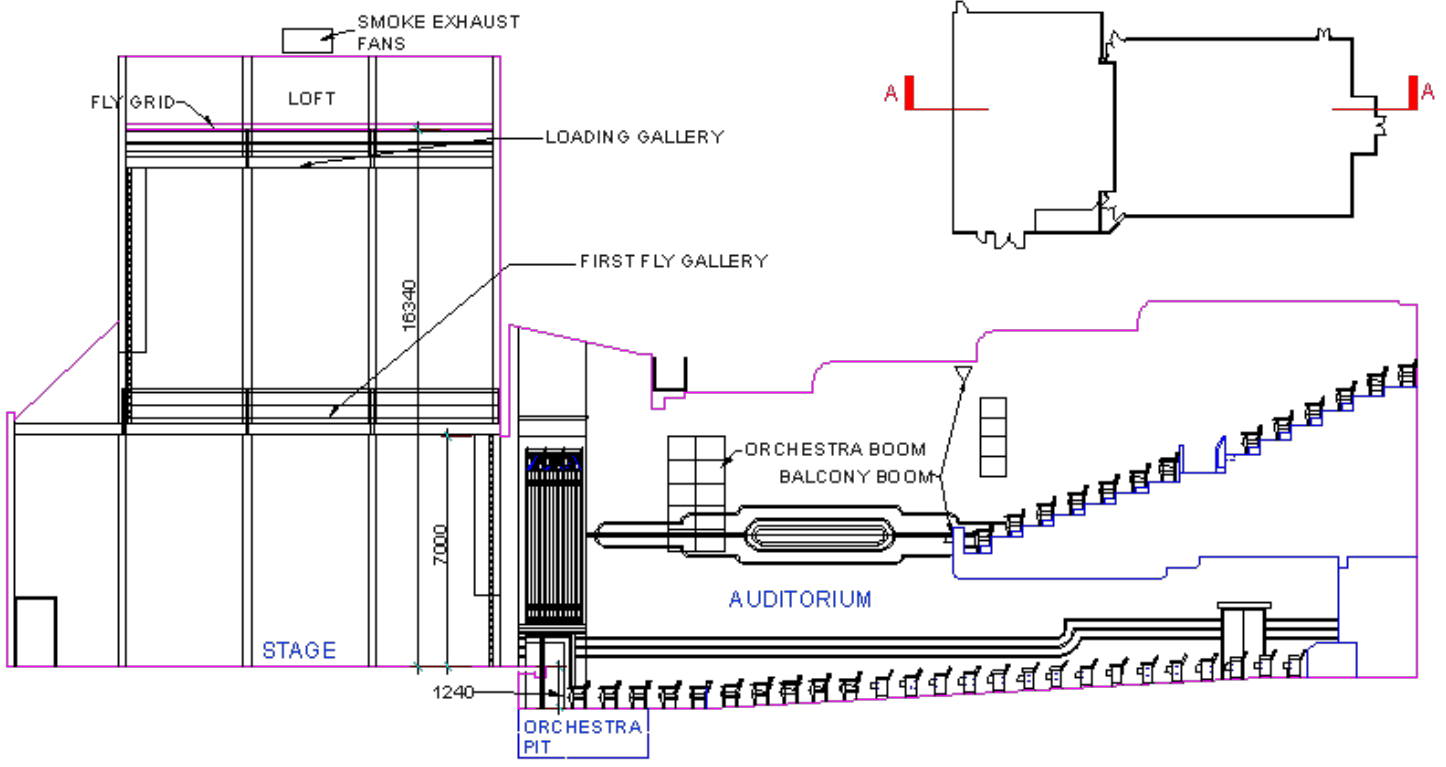 SMOKE EXHAUST
FANS
FLY GRID
LOFT
A
A
LOADING GALLERY
FIRST FLY GALLERY
16340
ORCHESTRA BOOM
BALCONY BOOM
7000
AUDITORIUM
STAGE
1240
ORCHESTRA
PIT